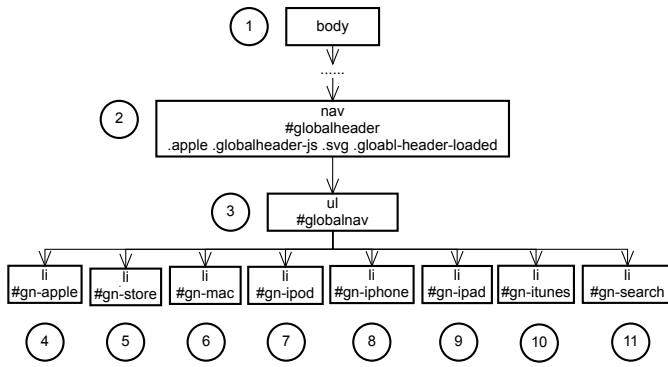 1
body
......
2
nav
#globalheader
.apple .globalheader-js .svg .gloabl-header-loaded
3
ul
#globalnav
li li li li li li li li
#gn-apple #gn-store #gn-mac #gn-ipod #gn-iphone #gn-ipad #gn-itunes #gn-search
4 5 6 7 8 9 10 11